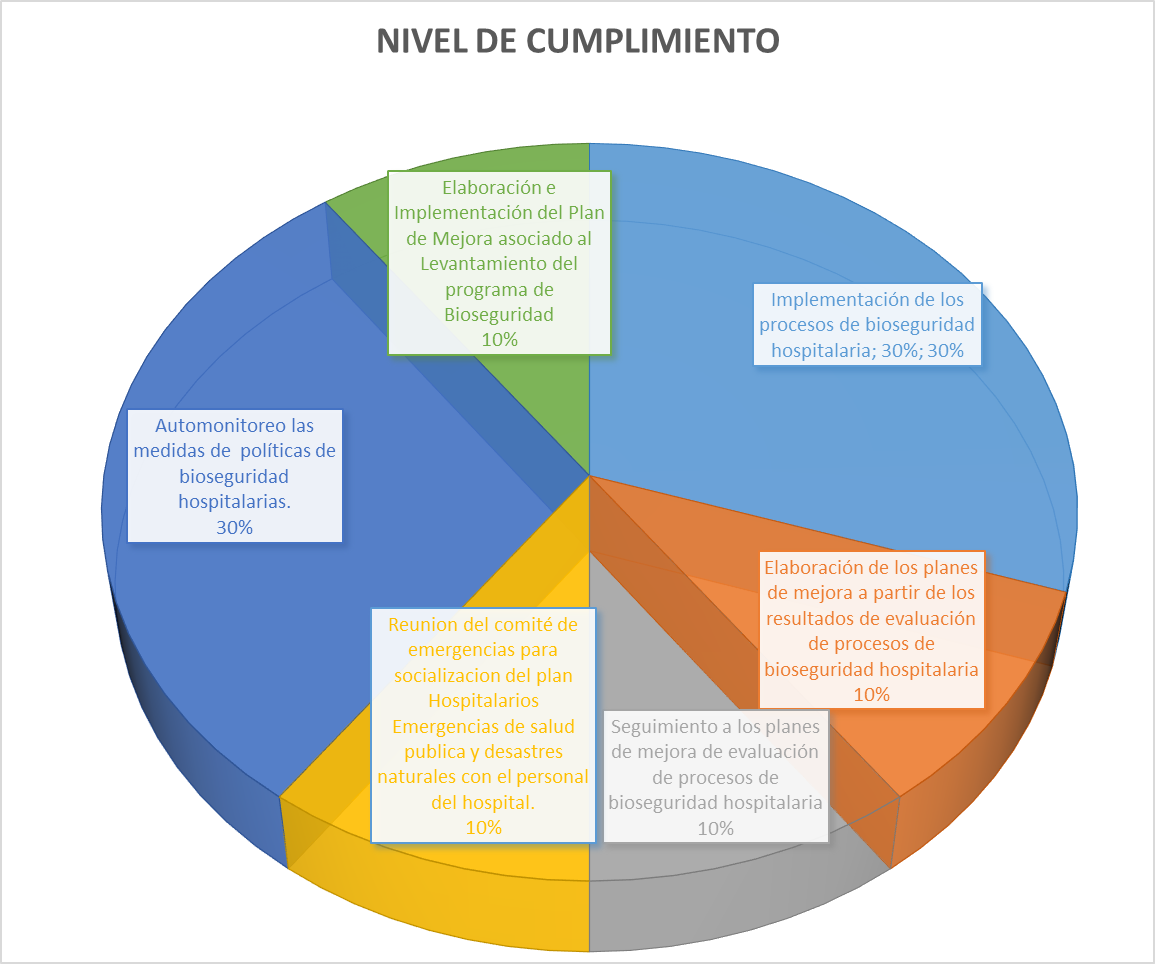 NIVEL DE CUMPLIMIENTO
Elaboración e
Implementación del Plan
de Mejora asociado al
Levantamiento del
programa de
Bioseguridad
10%
Implementación de los
procesos de bioseguridad
hospitalaria; 30%; 30%
Automonitoreo las
medidas de  políticas de
bioseguridad
hospitalarias.
30%
Elaboración de los planes
de mejora a partir de los
resultados de evaluación
de procesos de
bioseguridad hospitalaria
10%
Reunion del comité de
emergencias para
socializacion del plan
Hospitalarios
Emergencias de salud
publica y desastres
naturales con el personal
del hospital.
10%
Seguimiento a los planes
de mejora de evaluación
de procesos de
bioseguridad hospitalaria
10%